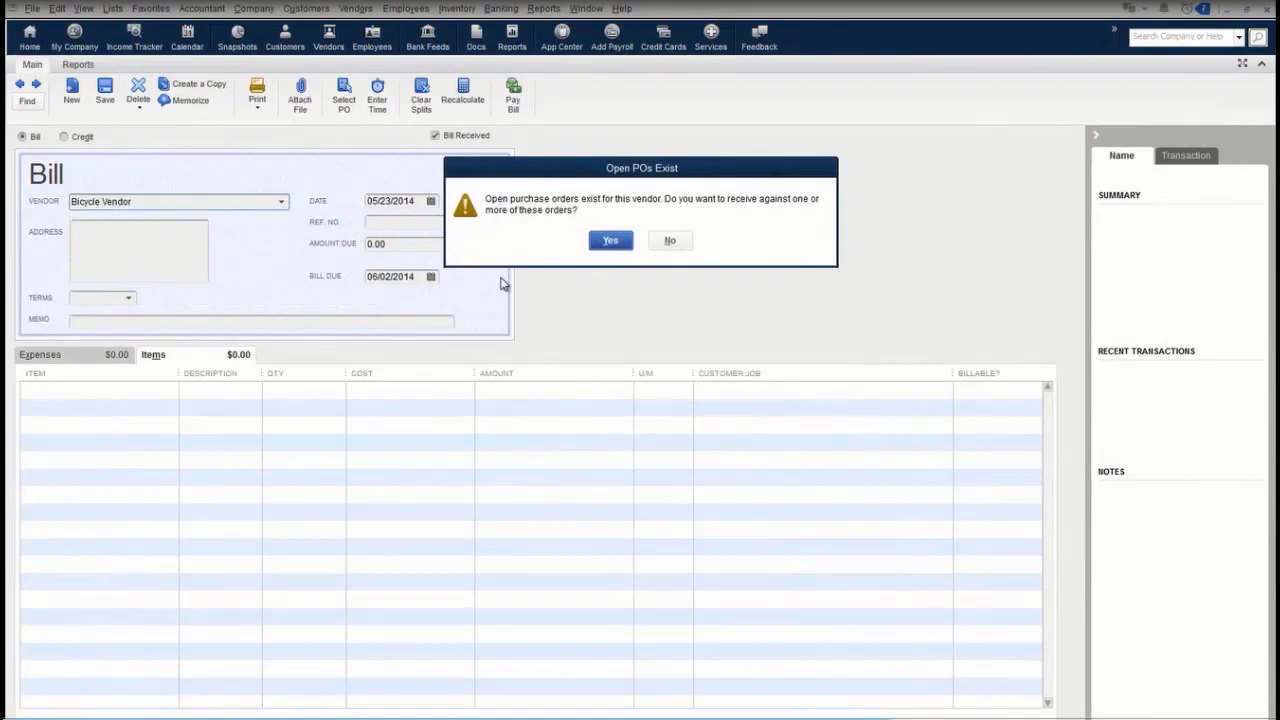 File Edit View Lists Favorites Accountant Company Customers Vendors Employees Inventory Banking Reports Window Help
7
Home My Company Income Tracker Calendar Snapshots Customers Vendors Employees Bank Feeds Docs Reports App Center Add Payroll Credit Cards Services Feedback
Search Company or Help
Main Reports
Find New Save Delete Create a Copy Memorize Print Attach File Select PO Enter Time Clear Splits Recalculate Pay Bill
Bill Credit Bill Received
Bill
VENDOR Bicycle Vendor DATE 05/23/2014
ADDRESS REF. NO.
AMOUNT DUE 0.00
BILL DUE 06/02/2014
TERMS
MEMO
Open POs Exist
Open purchase orders exist for this vendor. Do you want to receive against one or
more of these orders?
Yes No
Expenses $0.00 Items $0.00
ITEM DESCRIPTION QTY COST AMOUNT U/M CUSTOMER:JOB BILLABLE?
Name Transaction
SUMMARY
RECENT TRANSACTIONS
NOTES